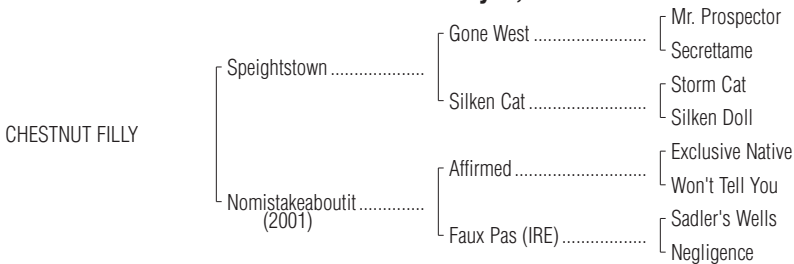 Mr. Prospector
Gone West ....................
Secrettame
Speightstown ....................
Storm Cat
Silken Cat ....................
Silken Doll
CHESTNUT FILLY
Exclusive Native
Affirmed ....................
Won't Tell You
Nomistakeaboutit ..............
(2001)
Sadler's Wells
Faux Pas (IRE) ..................
Negligence